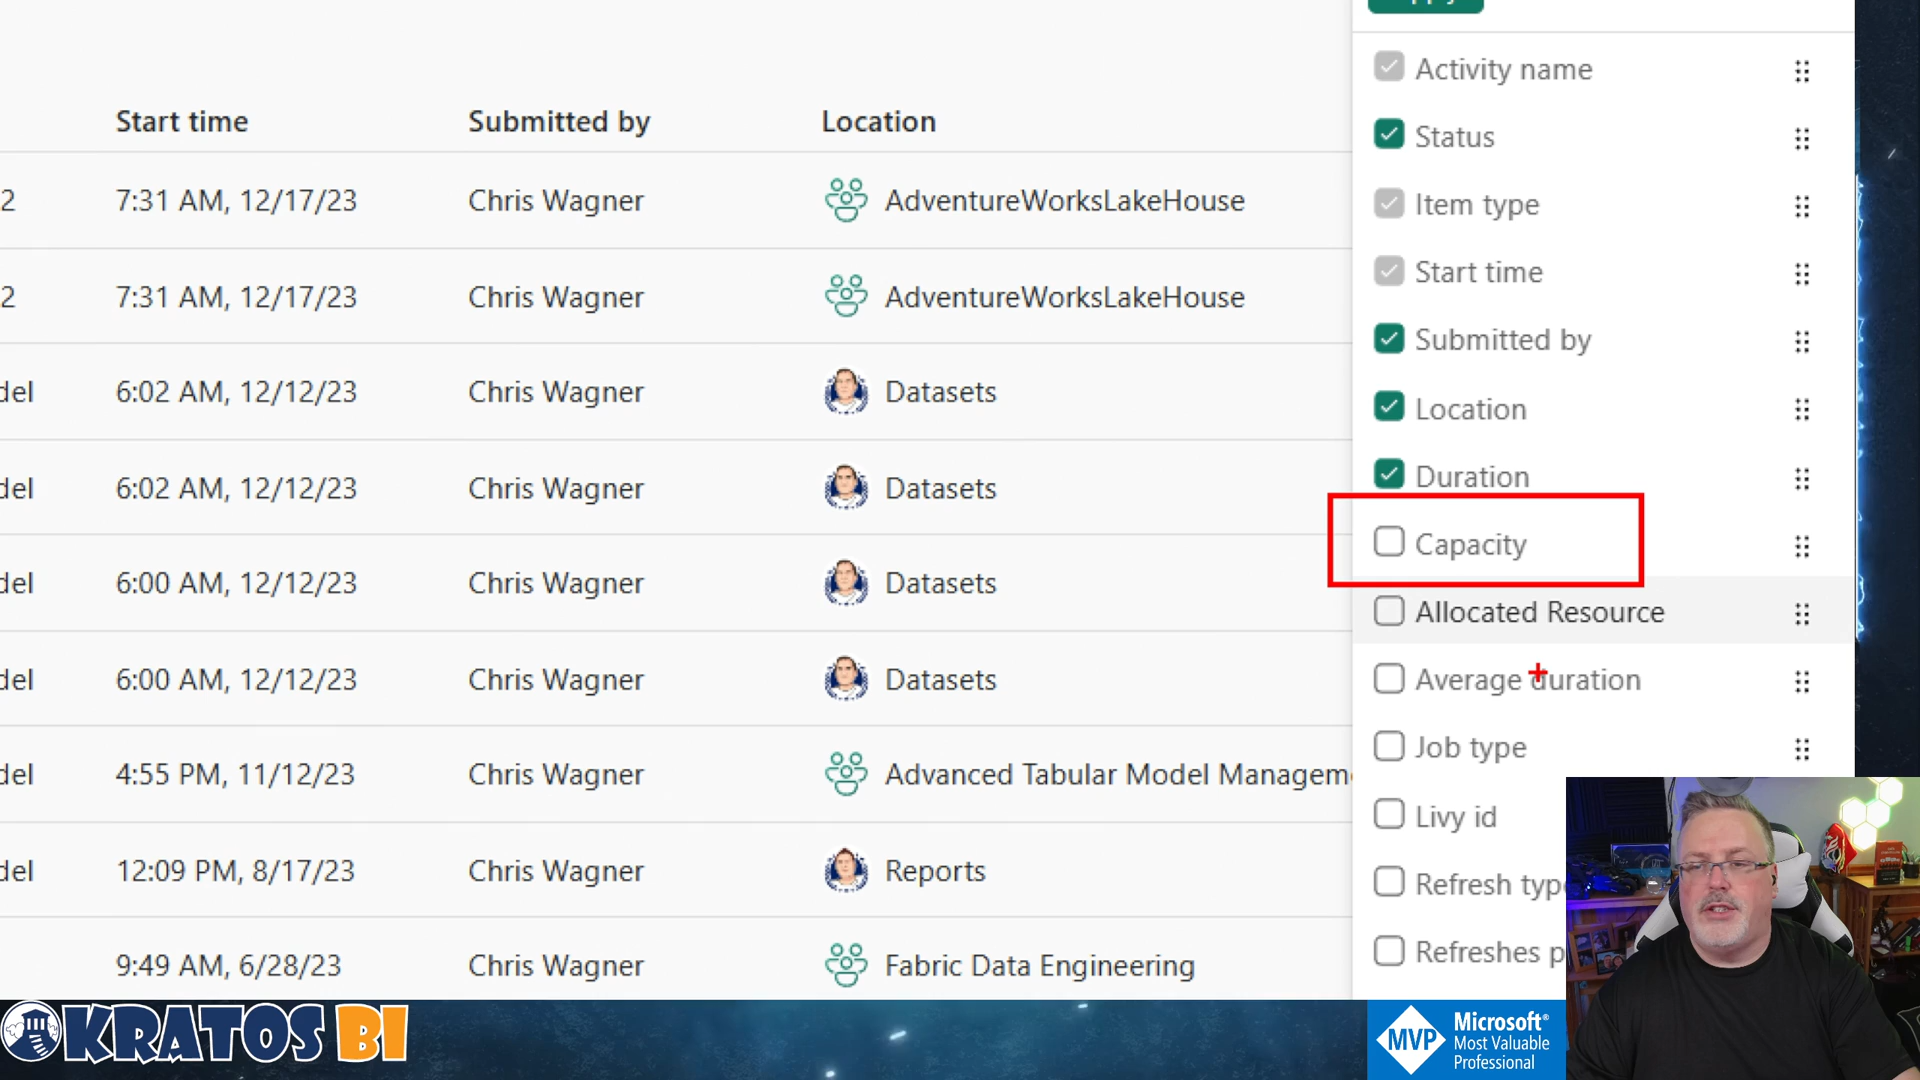 Start time Submitted by Location
2 7:31 AM, 12/17/23 Chris Wagner AdventureWorksLakeHouse
2 7:31 AM, 12/17/23 Chris Wagner AdventureWorksLakeHouse
del 6:02 AM, 12/12/23 Chris Wagner Datasets
del 6:02 AM, 12/12/23 Chris Wagner Datasets
del 6:00 AM, 12/12/23 Chris Wagner Datasets
del 6:00 AM, 12/12/23 Chris Wagner Datasets
del 4:55 PM, 11/12/23 Chris Wagner Advanced Tabular Model Managem
del 12:09 PM, 8/17/23 Chris Wagner Reports
9:49 AM, 6/28/23 Chris Wagner Fabric Data Engineering
Activity name
Status
Item type
Start time
Submitted by
Location
Duration
Capacity
Allocated Resource
Average duration
Job type
Livy id
Refresh type
Refreshes p
KRATOS BI
MVP
Microsoft®
Most Valuable
Professional